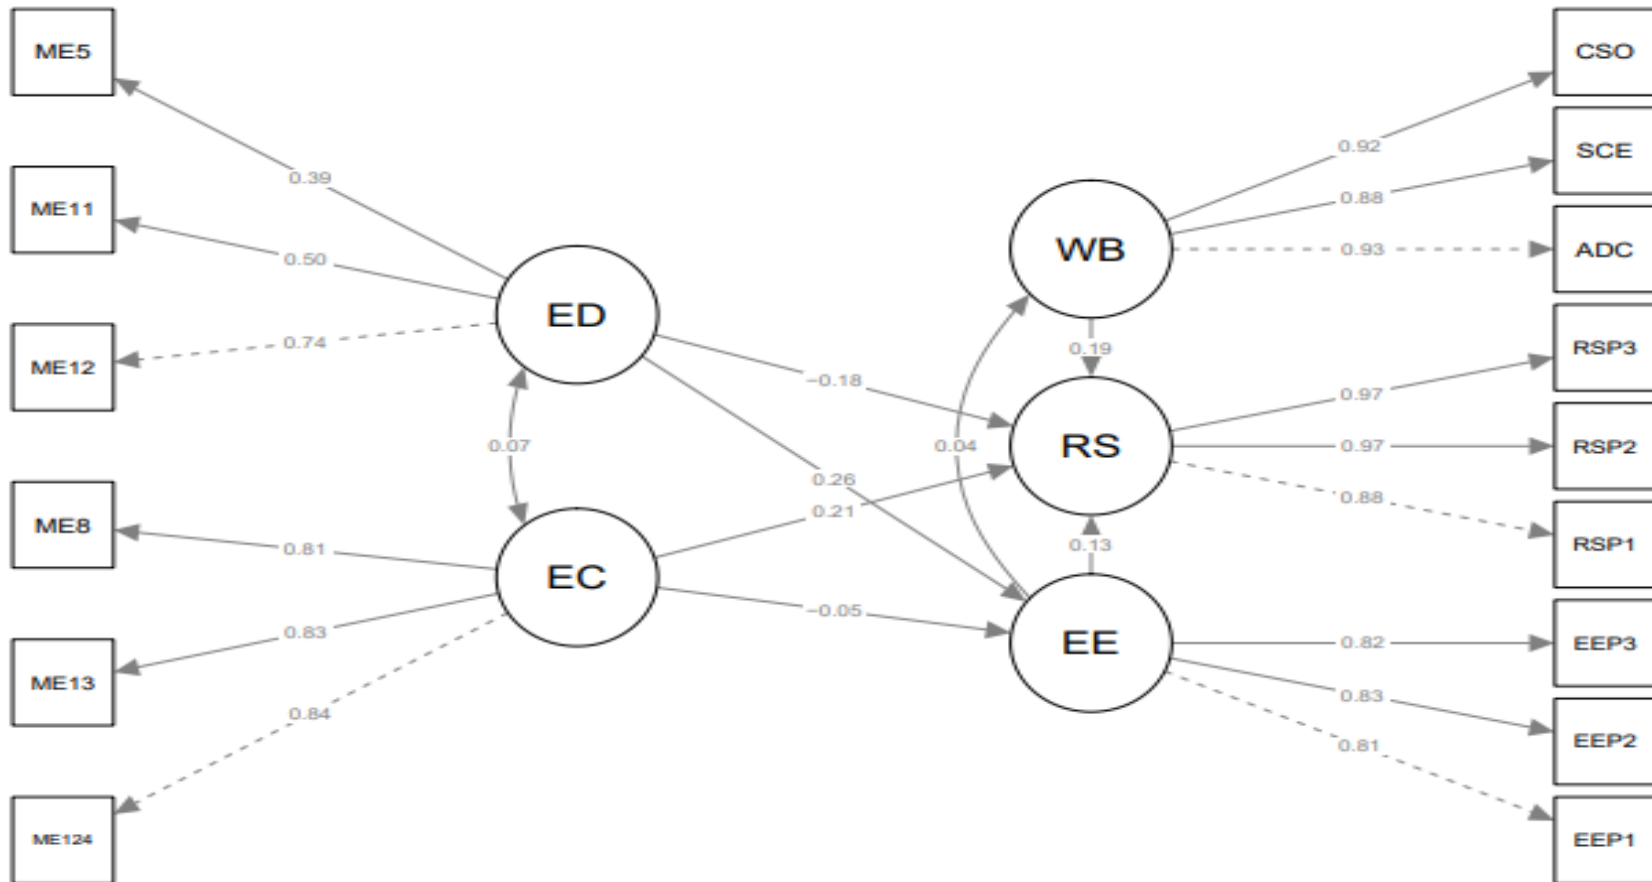 ME5
CSO
0.92
SCE
0.39
0.88
ME11
WB
ADC
0.93
0.50
ED
0.74
ME12
0.19
RSP3
−0.18
0.97
0.07
0.04
RS
0.97
RSP2
0.26
0.88
ME8
0.21
0.81
0.13
RSP1
EC
−0.05
0.83
EE
0.82
EEP3
ME13
0.83
0.84
0.81
EEP2
ME124
EEP1